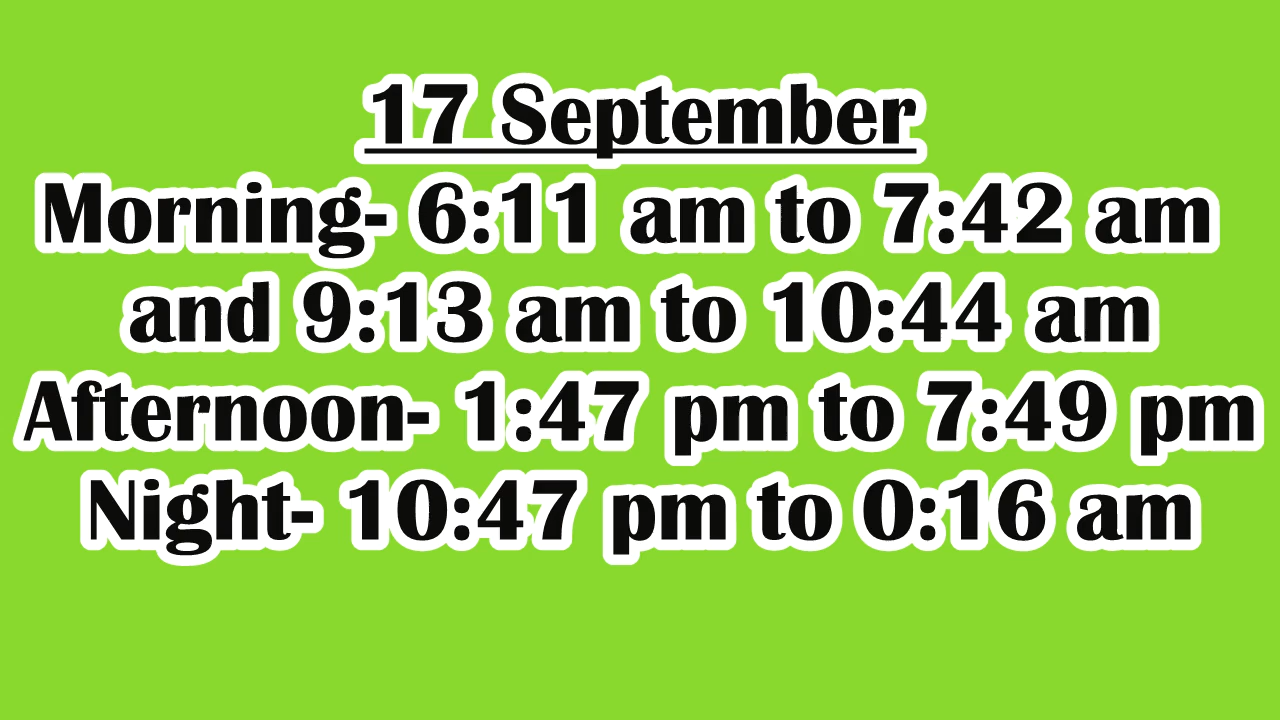 17 September
Morning- 6:11 am to 7:42 am
and 9:13 am to 10:44 am
Afternoon- 1:47 pm to 7:49 pm
Night- 10:47 pm to 0:16 am